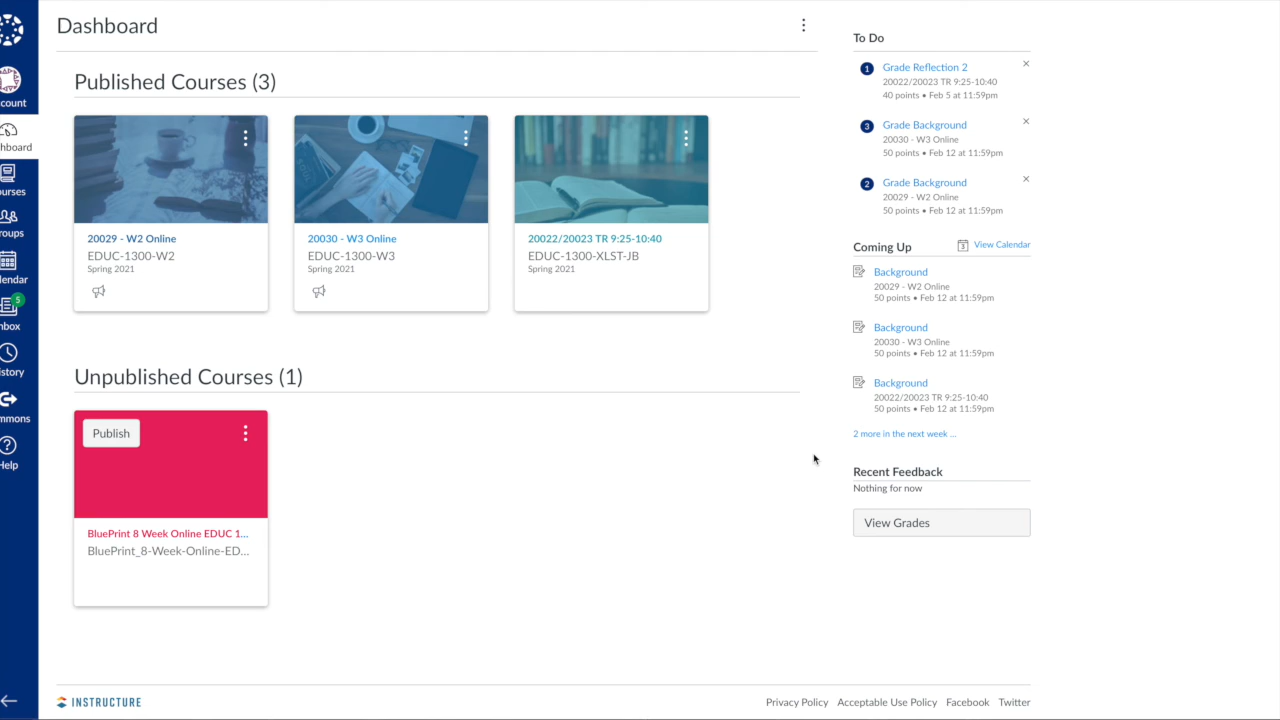 Dashboard
Published Courses (3)
20029 - W2 Online
EDUC-1300-W2
Spring 2021
20030 - W3 Online
EDUC-1300-W3
Spring 2021
20022/20023 TR 9:25-10:40
EDUC-1300-XLST-JB
Spring 2021
Unpublished Courses (1)
Publish
BluePrint 8 Week Online EDUC 1...
BluePrint_8-Week-Online-ED...
To Do
1 Grade Reflection 2
20022/20023 TR 9:25-10:40
40 points • Feb 5 at 11:59pm
3 Grade Background
20030 - W3 Online
50 points • Feb 12 at 11:59pm
2 Grade Background
20029 - W2 Online
50 points • Feb 12 at 11:59pm
Coming Up
View Calendar
Background
20029 - W2 Online
50 points • Feb 12 at 11:59pm
Background
20030 - W3 Online
50 points • Feb 12 at 11:59pm
Background
20022/20023 TR 9:25-10:40
50 points • Feb 12 at 11:59pm
2 more in the next week ...
Recent Feedback
Nothing for now
View Grades
count
hboard
urses
roups
lendar
5
nbox
istory
mmons
Help
INSTRUCTURE
Privacy Policy Acceptable Use Policy Facebook Twitter